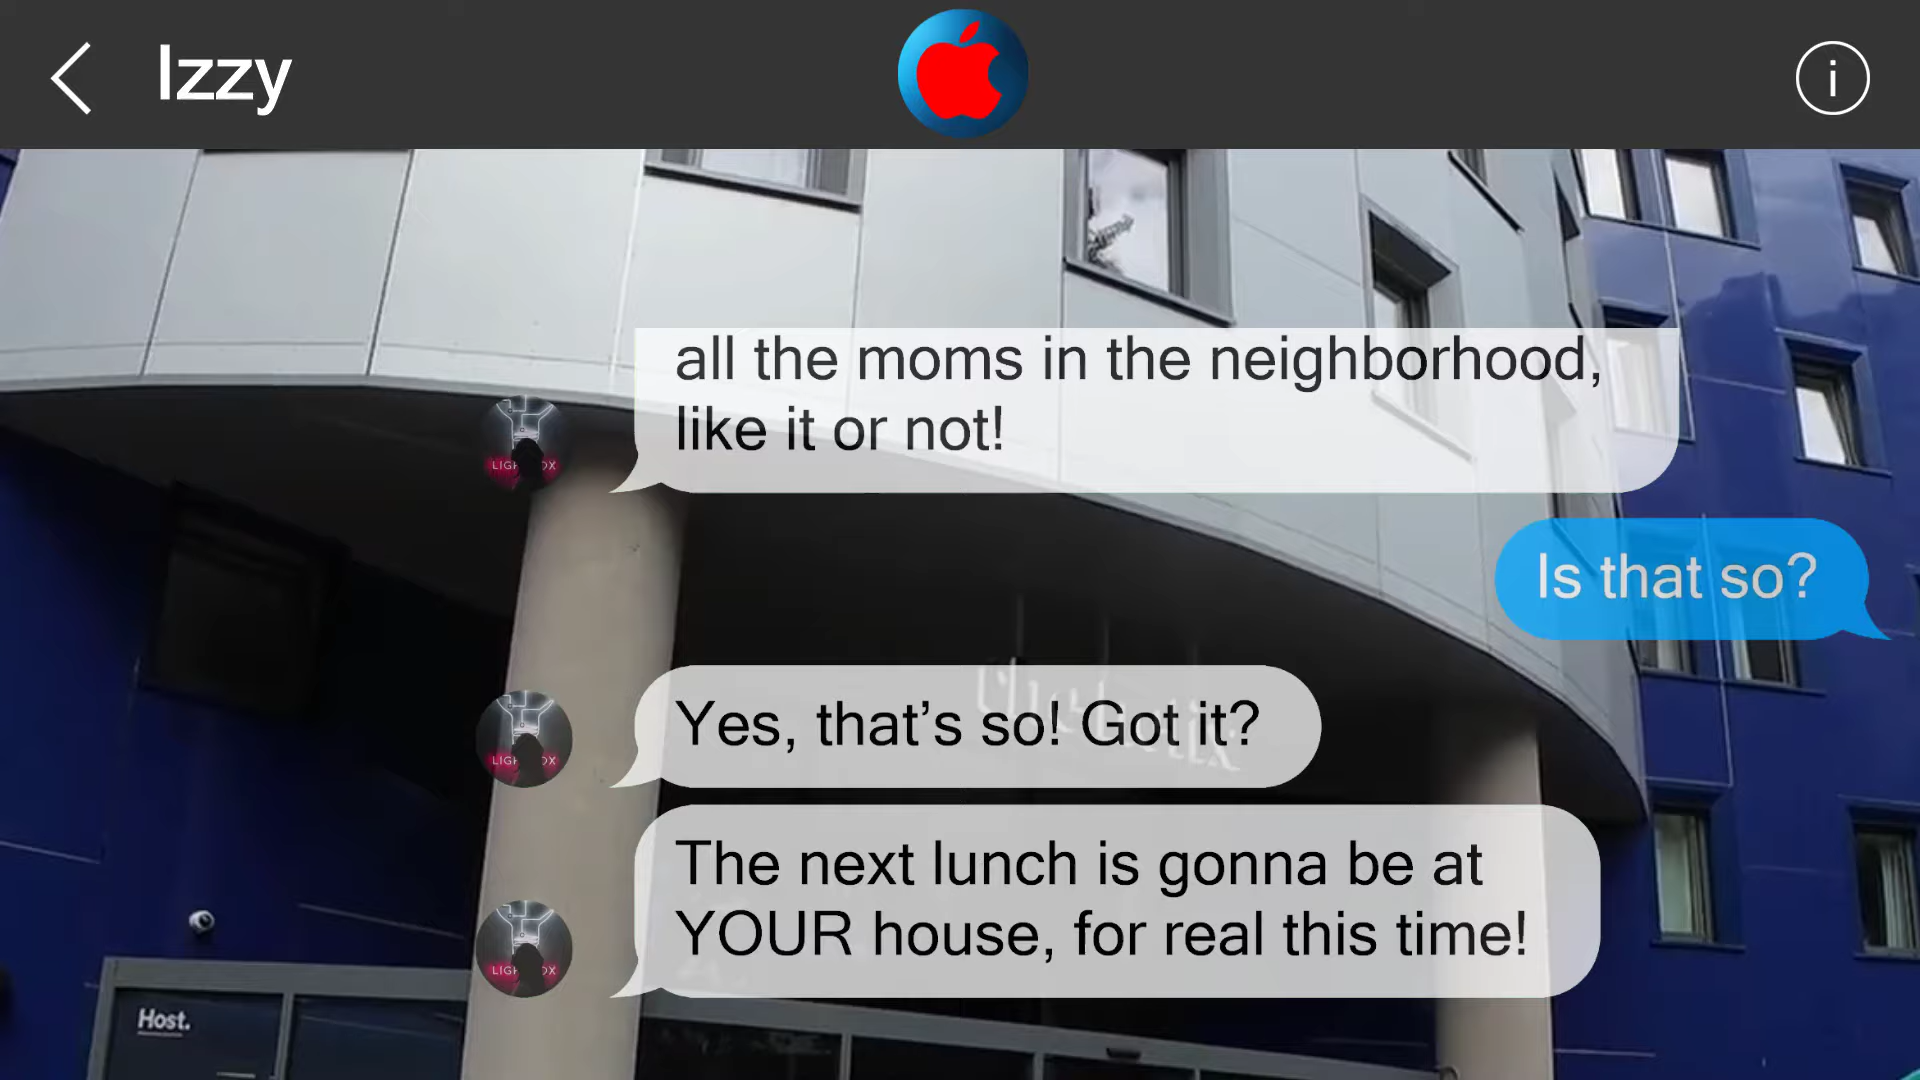 Izzy
all the moms in the neighborhood,
like it or not!
Is that so?
Yes, that’s so! Got it?
The next lunch is gonna be at
YOUR house, for real this time!
Host.